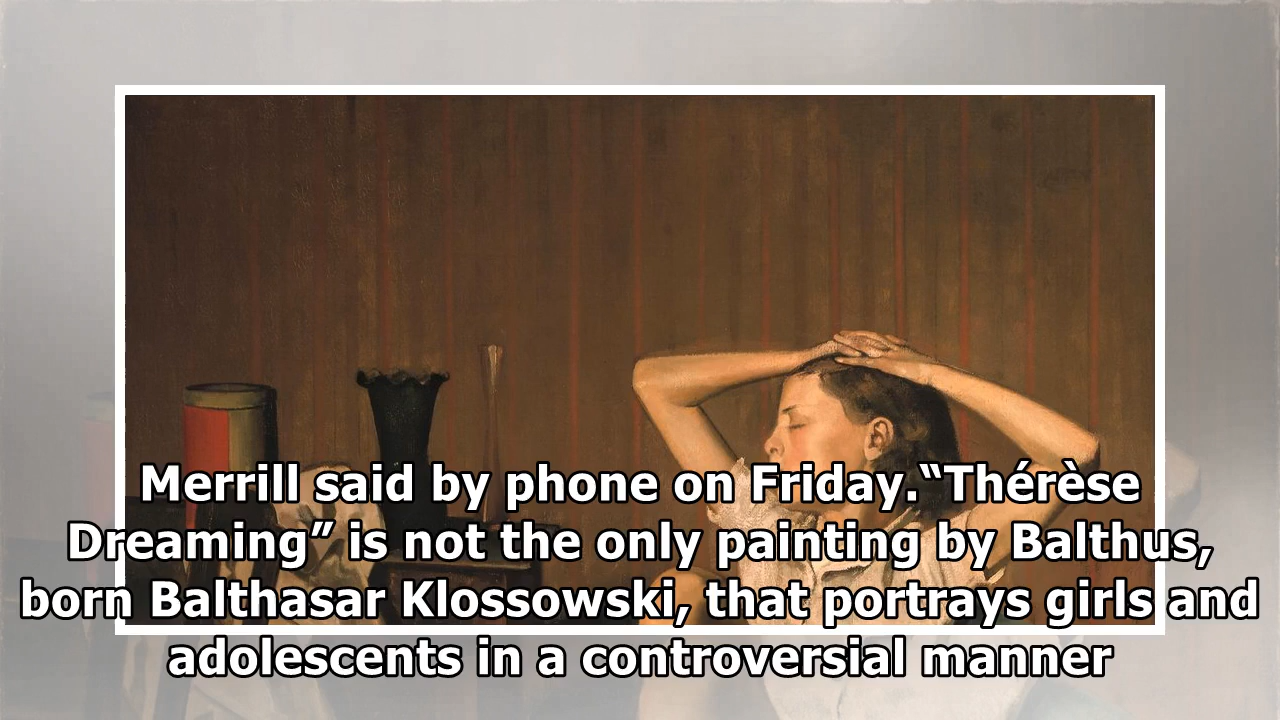 Merrill said by phone on Friday.“Thérèse
Dreaming” is not the only painting by Balthus,
born Balthasar Klossowski, that portrays girls and
adolescents in a controversial manner